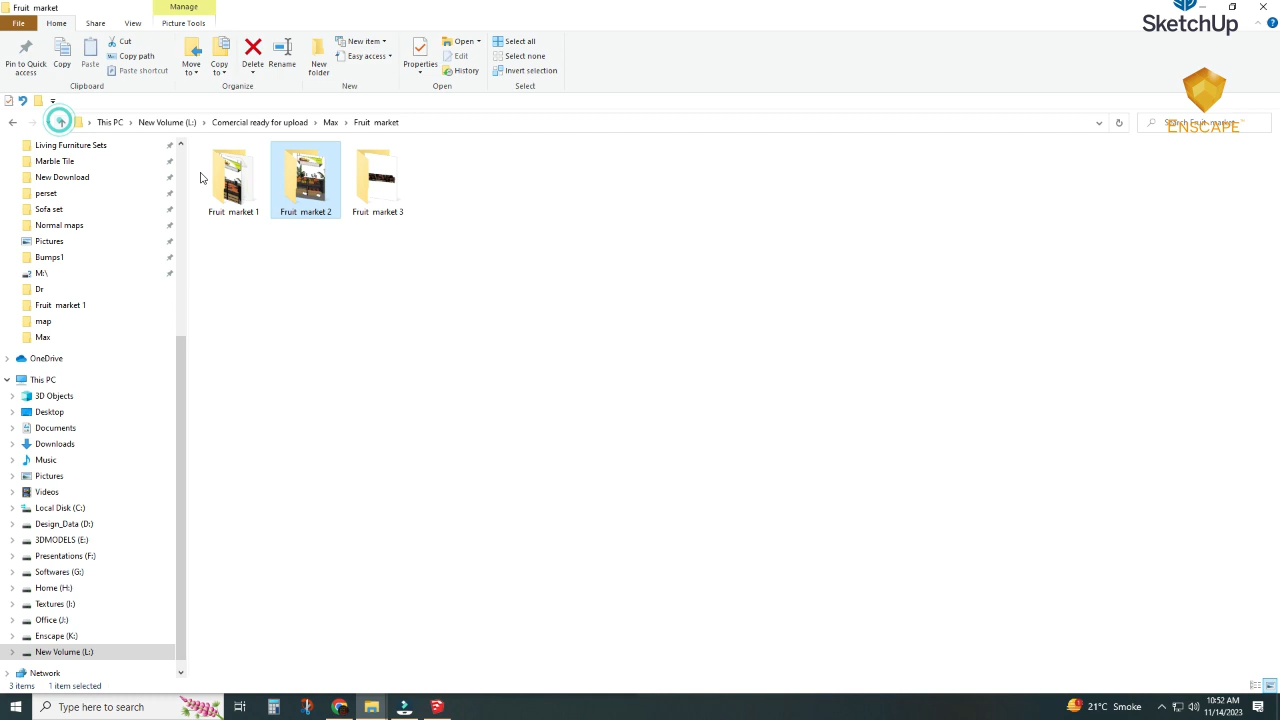 Fruit market
Manage
SketchUp
File
Home
Share
View
Picture Tools
Pin to Quick access
Copy
Paste
Cut
Copy path
Paste shortcut
Clipboard
Move to
Copy to
Delete
Rename
Organize
New folder
New item
Easy access
New
Properties
Open
Edit
History
Open
Select all
Select none
Invert selection
Select
This PC > New Volume (L:) > Comercial ready for upload > Max > Fruit market
Search Fruit market
ENSCAPE
Living Furniture Sets
Marble Tile
New Download
perset
Sofa set
Normal maps
Pictures
Bumps1
M:\
Dr
Fruit market 1
map
Max
OneDrive
This PC
3D Objects
Desktop
Documents
Downloads
Music
Pictures
Videos
Local Disk (C:)
Design_Data (D:)
3DMODELS (E:)
Presentations (F:)
Softwares (G:)
Home (H:)
Textures (I:)
Office (J:)
Enscape (K:)
New Volume (L:)
Network
Fruit market 1
Fruit market 2
Fruit market 3
3 items 1 item selected
Type here to search
21°C Smoke
10:52 AM
11/14/2023